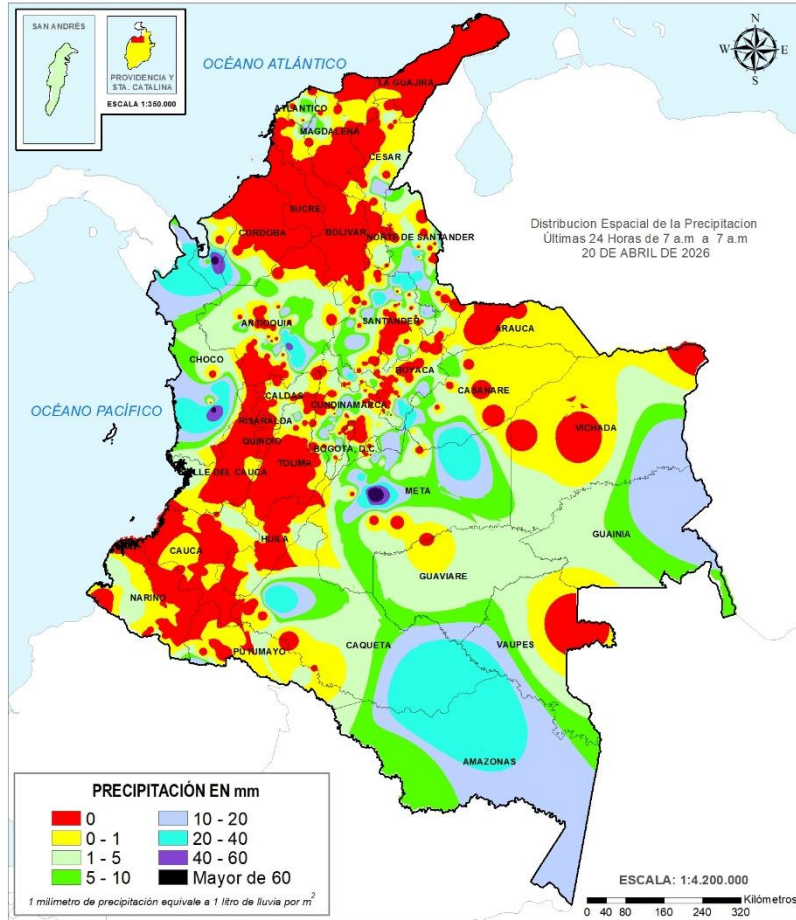 SAN ANDRÉS
PROVIDENCIA Y
STA. CATALINA
ESCALA 1:350.000
OCÉANO ATLÁNTICO
N
W E
S
LA GUAJIRA
ATLANTICO
MAGDALENA
CESAR
SUCRE
CORDOBA
BOLIVAR
NORTE DE SANTANDER
Distribucion Espacial de la Precipitacion
Últimas 24 Horas de 7 a.m a 7 a.m
20 DE ABRIL DE 2026
ANTIOQUIA
SANTANDER
ARAUCA
CHOCO
BOYACA
CASANARE
CALDAS
CUNDINAMARCA
OCÉANO PACÍFICO
RISARALDA
VICHADA
QUINDIO
BOGOTA, D.C.
VALLE DEL CAUCA
TOLIMA
META
GUAINIA
CAUCA
HUILA
GUAVIARE
NARIÑO
CAQUETA
VAUPES
PUTUMAYO
AMAZONAS
PRECIPITACIÓN EN mm
0
0 - 1
1 - 5
5 - 10
10 - 20
20 - 40
40 - 60
Mayor de 60
1 milímetro de precipitación equivale a 1 litro de lluvia por m²
ESCALA: 1:4.200.000
Kilómetros
0 40 80 160 240 320